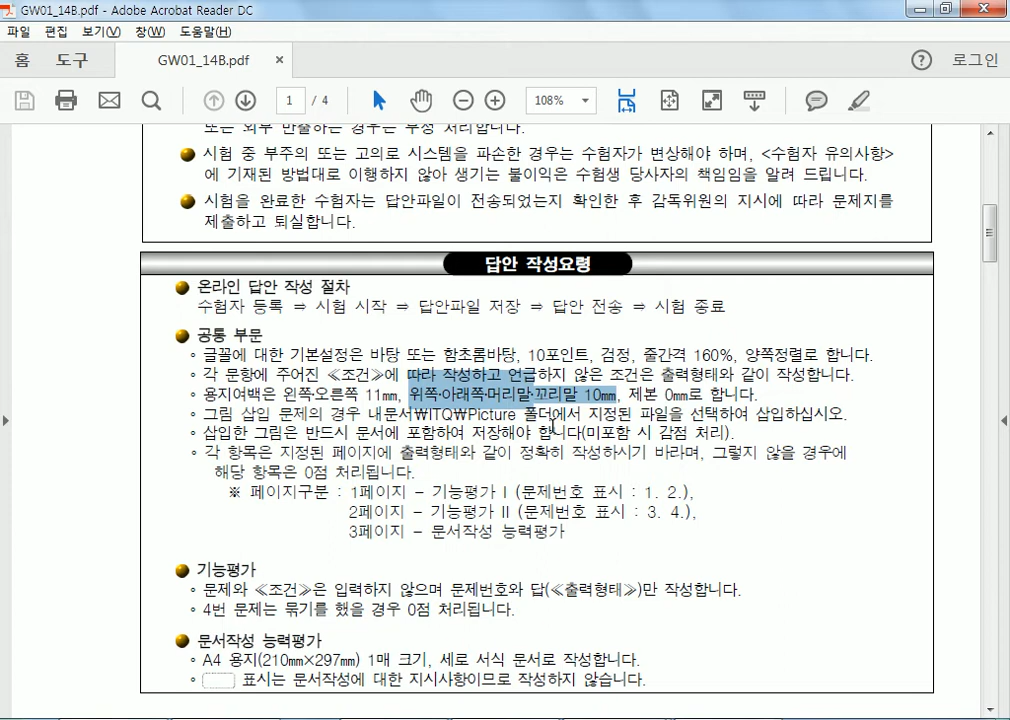 GW01_14B.pdf - Adobe Acrobat Reader DC
파일 편집 보기(V) 창(W) 도움말(H)
홈 도구 GW01_14B.pdf × ? 로그인
1 / 4 108%
또는 외부 반출하는 경우는 부정 처리합니다.
시험 중 부주의 또는 고의로 시스템을 파손한 경우는 수험자가 변상해야 하며, <수험자 유의사항>
에 기재된 방법대로 이행하지 않아 생기는 불이익은 수험생 당사자의 책임임을 알려 드립니다.
시험을 완료한 수험자는 답안파일이 전송되었는지 확인한 후 감독위원의 지시에 따라 문제지를
제출하고 퇴실합니다.
답안 작성요령
온라인 답안 작성 절차
수험자 등록 ⇒ 시험 시작 ⇒ 답안파일 저장 ⇒ 답안 전송 ⇒ 시험 종료
공통 부문
◦ 글꼴에 대한 기본설정은 바탕 또는 함초롬바탕, 10포인트, 검정, 줄간격 160%, 양쪽정렬로 합니다.
◦ 각 문항에 주어진 ≪조건≫에 따라 작성하고 언급하지 않은 조건은 출력형태와 같이 작성합니다.
◦ 용지여백은 왼쪽·오른쪽 11㎜, 위쪽·아래쪽·머리말·꼬리말 10㎜, 제본 0㎜로 합니다.
◦ 그림 삽입 문제의 경우 내문서₩ITQ₩Picture 폴더에서 지정된 파일을 선택하여 삽입하십시오.
◦ 삽입한 그림은 반드시 문서에 포함하여 저장해야 합니다(미포함 시 감점 처리).
◦ 각 항목은 지정된 페이지에 출력형태와 같이 정확히 작성하시기 바라며, 그렇지 않을 경우에
해당 항목은 0점 처리됩니다.
※ 페이지구분 : 1페이지 – 기능평가 Ⅰ (문제번호 표시 : 1. 2.),
2페이지 – 기능평가 Ⅱ (문제번호 표시 : 3. 4.),
3페이지 – 문서작성 능력평가
기능평가
◦ 문제와 ≪조건≫은 입력하지 않으며 문제번호와 답(≪출력형태≫)만 작성합니다.
◦ 4번 문제는 묶기를 했을 경우 0점 처리됩니다.
문서작성 능력평가
◦ A4 용지(210㎜×297㎜) 1매 크기, 세로 서식 문서로 작성합니다.
◦ 표시는 문서작성에 대한 지시사항이므로 작성하지 않습니다.